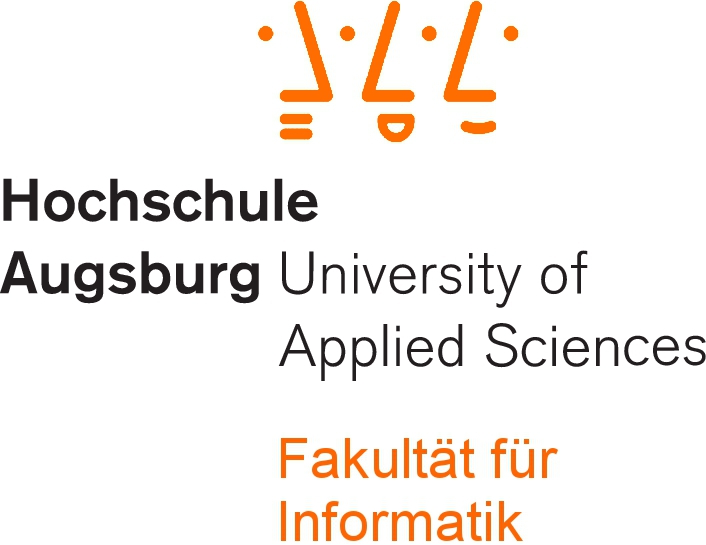 Hochschule
Augsburg University of
Applied Sciences
Fakultät für
Informatik